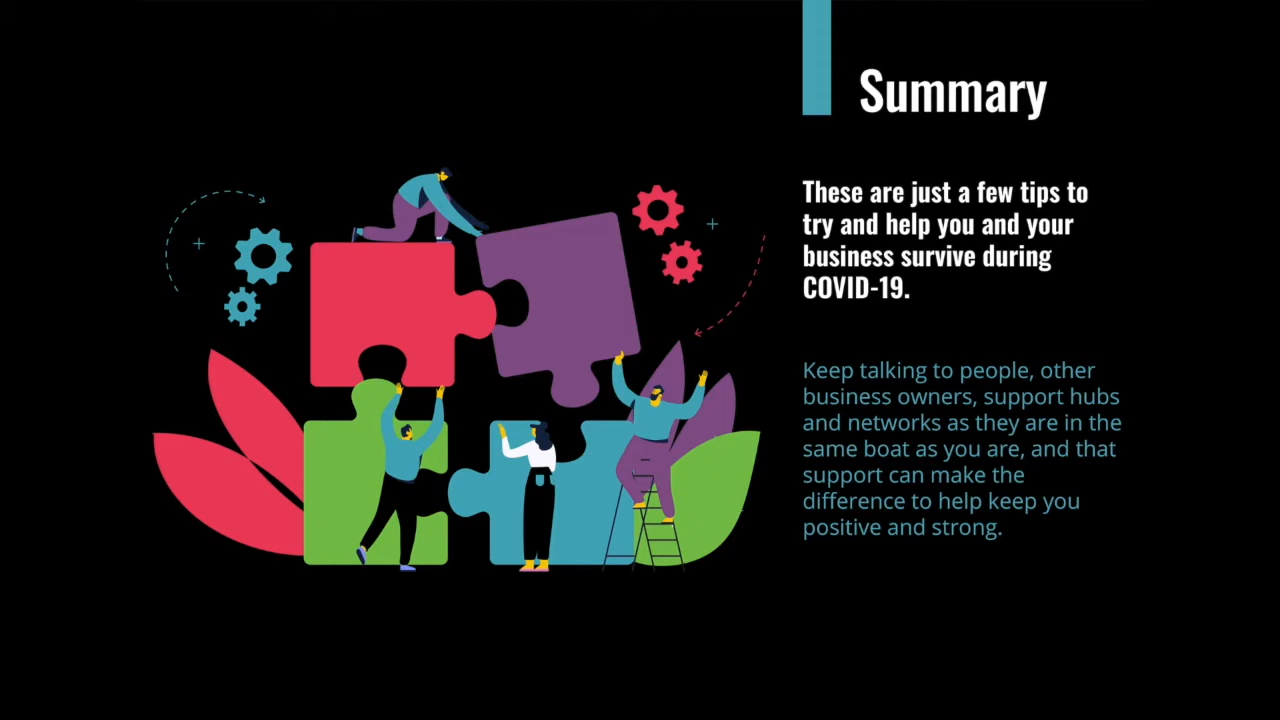 Summary
These are just a few tips to
try and help you and your
business survive during
COVID-19.
Keep talking to people, other
business owners, support hubs
and networks as they are in the
same boat as you are, and that
support can make the
difference to help keep you
positive and strong.